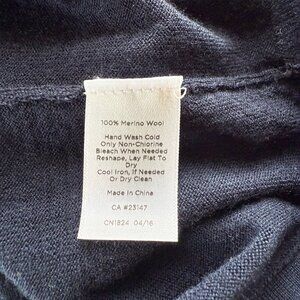 100% Merino Wool
Hand Wash Cold
Only Non-Chlorine
Bleach When Needed
Reshape, Lay Flat To
Dry
Cool Iron, If Needed
Or Dry Clean
Made In China
CA #23147
CN1824 04/16